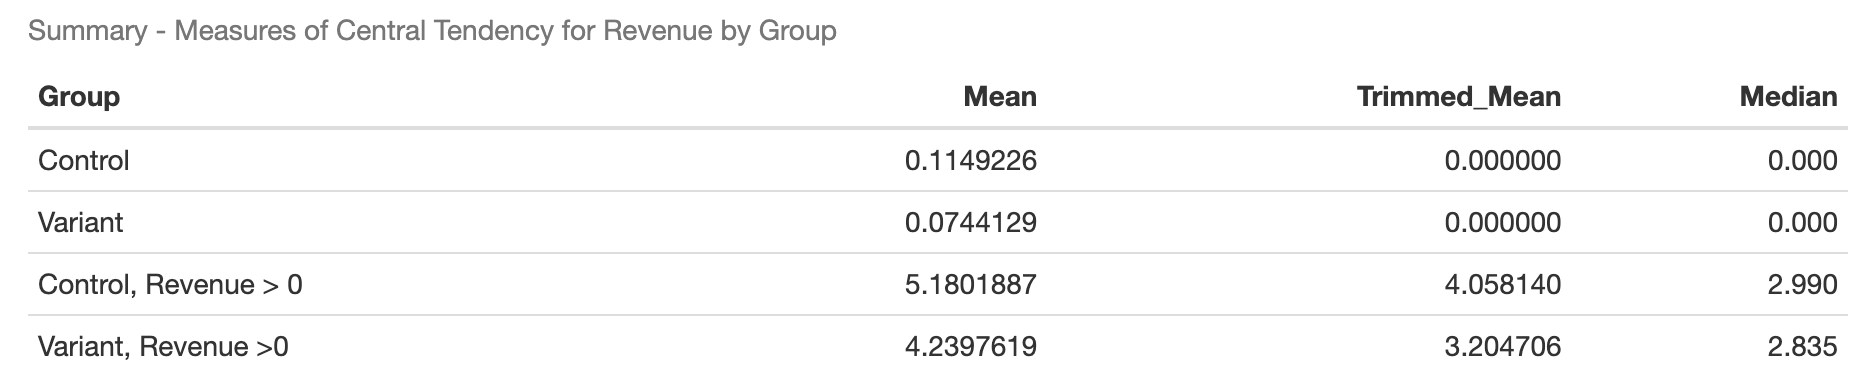 Summary - Measures of Central Tendency for Revenue by Group
Group Mean Trimmed_Mean Median
Control 0.1149226 0.000000 0.000
Variant 0.0744129 0.000000 0.000
Control, Revenue > 0 5.1801887 4.058140 2.990
Variant, Revenue >0 4.2397619 3.204706 2.835